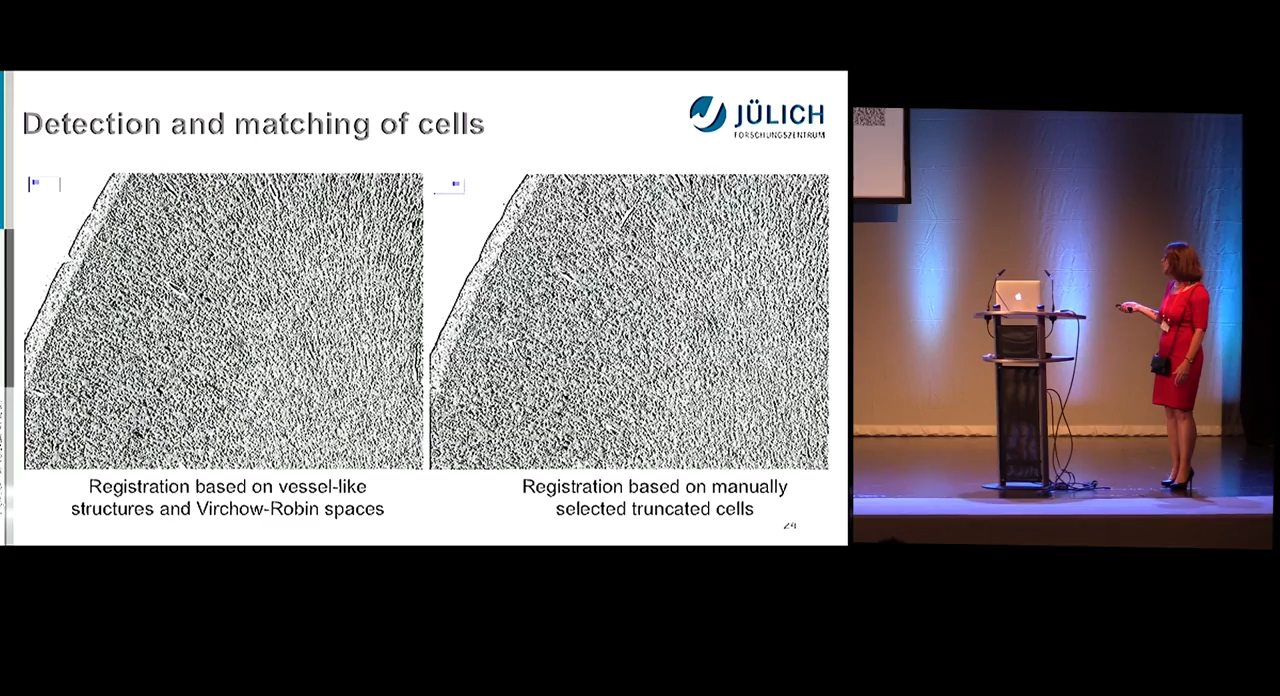 Detection and matching of cells
JÜLICH
FORSCHUNGSZENTRUM
Registration based on vessel-like
structures and Virchow-Robin spaces
Registration based on manually
selected truncated cells
24